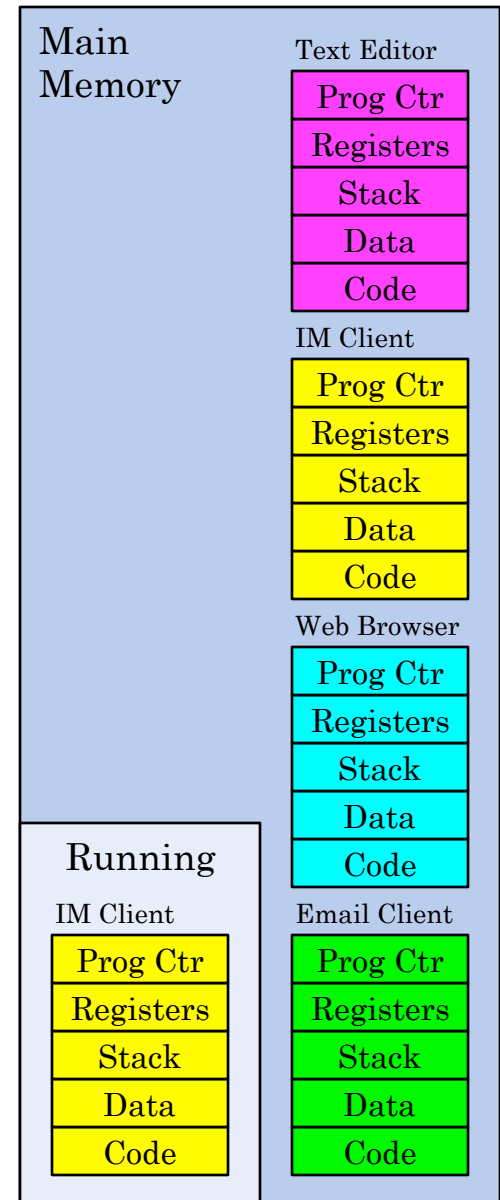 Main
Memory
Text Editor
Prog Ctr
Registers
Stack
Data
Code
IM Client
Prog Ctr
Registers
Stack
Data
Code
Web Browser
Prog Ctr
Registers
Stack
Data
Code
Running
IM Client
Prog Ctr
Registers
Stack
Data
Code
Email Client
Prog Ctr
Registers
Stack
Data
Code